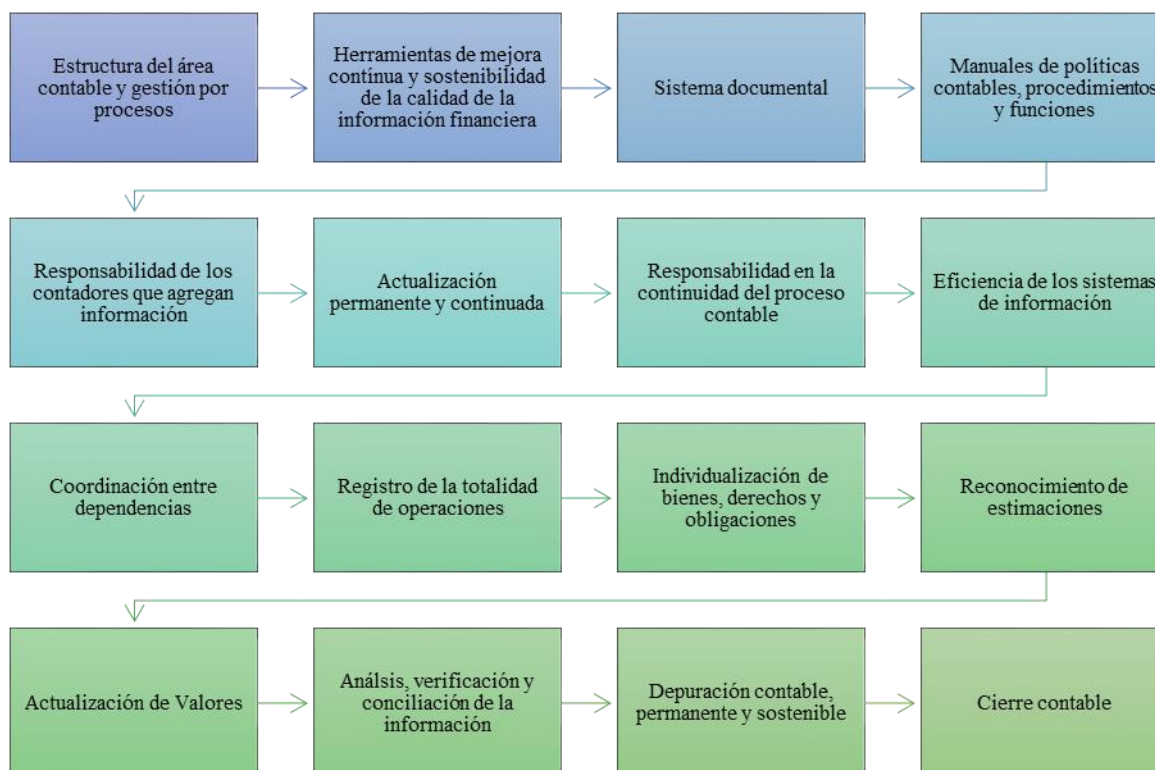 Estructura del área
contable y gestión por
procesos
Herramientas de mejora
contínua y sostenibilidad
de la calidad de la
información financiera
Sistema documental
Manuales de políticas
contables, procedimientos
y funciones
Responsabilidad de los
contadores que agregan
información
Actualización
permanente y continuada
Responsabilidad en la
continuidad del proceso
contable
Eficiencia de los sistemas
de información
Coordinación entre
dependencias
Registro de la totalidad
de operaciones
Individualización de
bienes, derechos y
obligaciones
Reconocimiento de
estimaciones
Actualización de Valores
Análsis, verificación y
conciliación de la
información
Depuración contable,
permanente y sostenible
Cierre contable